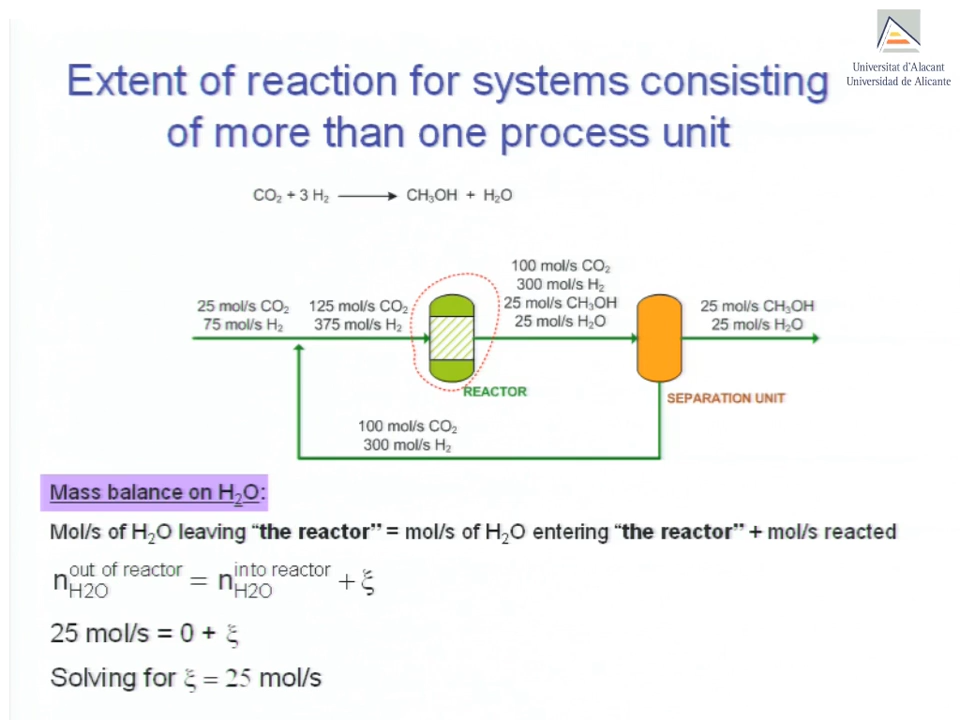 Universitat d'Alacant
Universidad de Alicante
Extent of reaction for systems consisting
of more than one process unit
CO₂ + 3 H₂ ⟶ CH₃OH + H₂O
25 mol/s CO₂
75 mol/s H₂
125 mol/s CO₂
375 mol/s H₂
100 mol/s CO₂
300 mol/s H₂
25 mol/s CH₃OH
25 mol/s H₂O
25 mol/s CH₃OH
25 mol/s H₂O
REACTOR
SEPARATION UNIT
100 mol/s CO₂
300 mol/s H₂
Mass balance on H₂O:
Mol/s of H₂O leaving "the reactor" = mol/s of H₂O entering "the reactor" + mol/s reacted
n_{H2O}^{out of reactor} = n_{H2O}^{into reactor} + ξ
25 mol/s = 0 + ξ
Solving for ξ = 25 mol/s